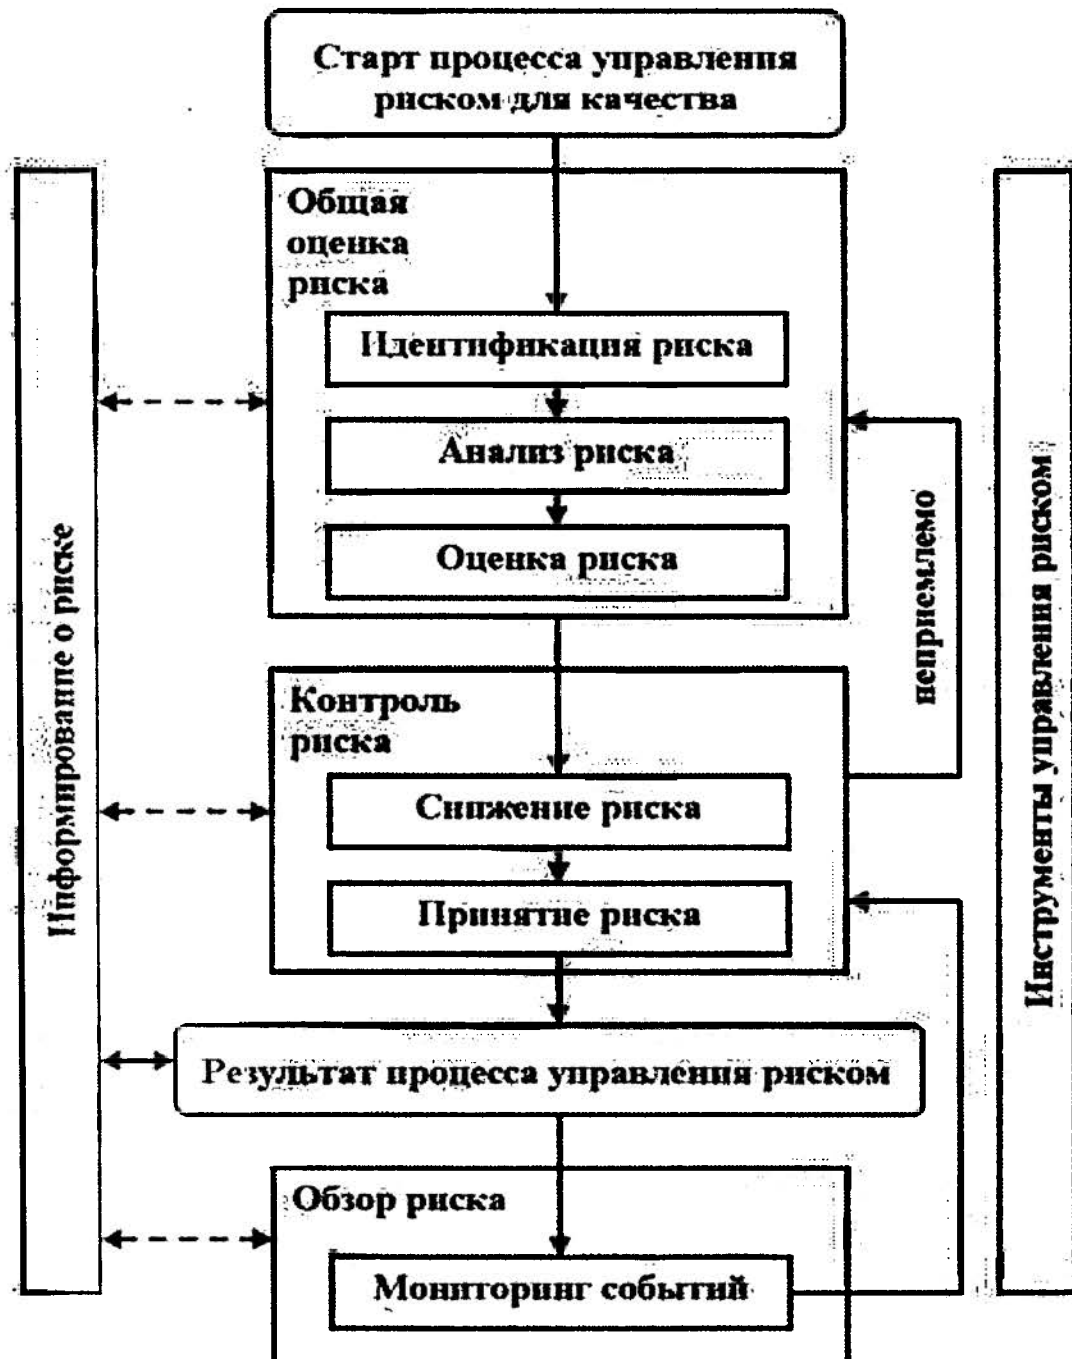 Старт процесса управления
риском для качества
Общая
оценка
риска
Идентификация риска
Анализ риска
Оценка риска
неприемлемо
Контроль
риска
Снижение риска
Принятие риска
Результат процесса управления риском
Обзор риска
Мониторинг событий
Информирование о риске
Инструменты управления риском